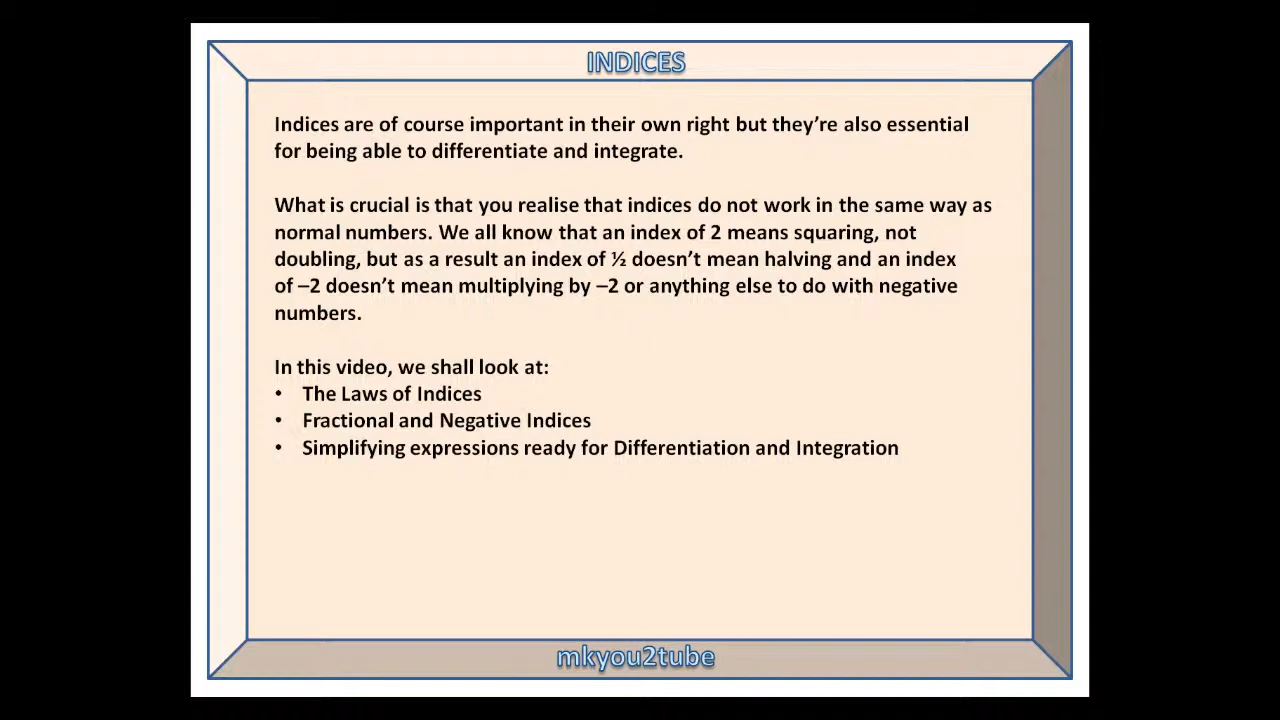 INDICES
Indices are of course important in their own right but they’re also essential
for being able to differentiate and integrate.
What is crucial is that you realise that indices do not work in the same way as
normal numbers. We all know that an index of 2 means squaring, not
doubling, but as a result an index of ½ doesn’t mean halving and an index
of –2 doesn’t mean multiplying by –2 or anything else to do with negative
numbers.
In this video, we shall look at:
• The Laws of Indices
• Fractional and Negative Indices
• Simplifying expressions ready for Differentiation and Integration
mkyou2tube